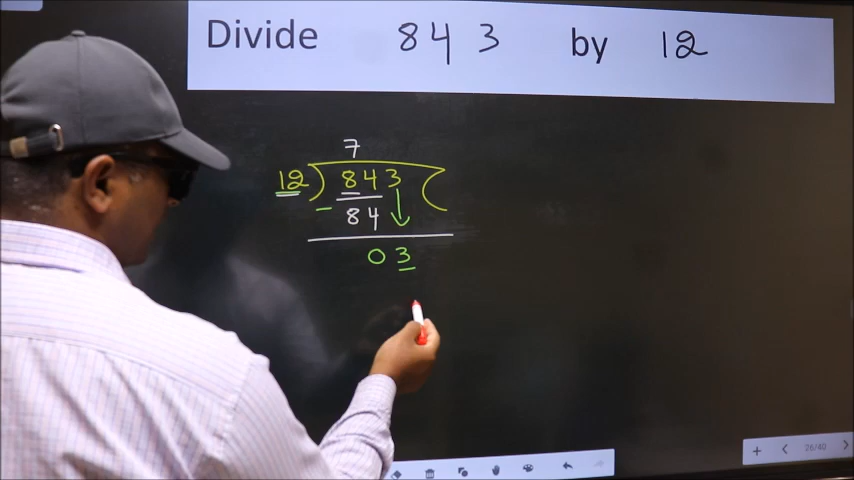 Divide 843 by 12
7
12 ) 843 (
- 84
03
+ < 26/40 >